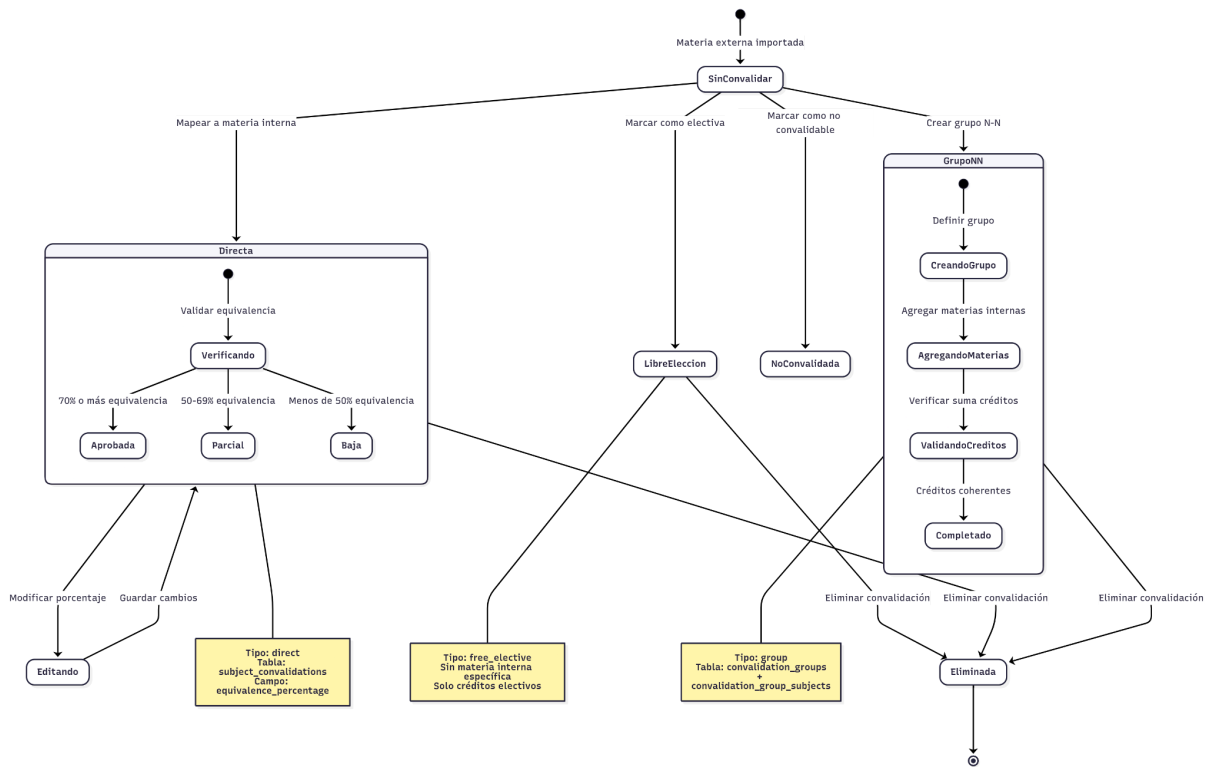 Materia externa importada
SinConvalidar
Mapear a materia interna
Marcar como electiva
Marcar como no
convalidable
Crear grupo N-N
GrupoNN
Definir grupo
CreandoGrupo
Agregar materias internas
AgregandoMaterias
Verificar suma créditos
ValidandoCreditos
Créditos coherentes
Completado
Directa
Validar equivalencia
Verificando
70% o más equivalencia
50-69% equivalencia
Menos de 50% equivalencia
Aprobada
Parcial
Baja
LibreEleccion
NoConvalidada
Modificar porcentaje
Guardar cambios
Eliminar convalidación
Eliminar convalidación
Eliminar convalidación
Editando
Tipo: direct
Tabla:
subject_convalidations
Campo:
equivalence_percentage
Tipo: free_elective
Sin materia interna
específica
Solo créditos electivos
Tipo: group
Tabla: convalidation_groups
+
convalidation_group_subjects
Eliminada